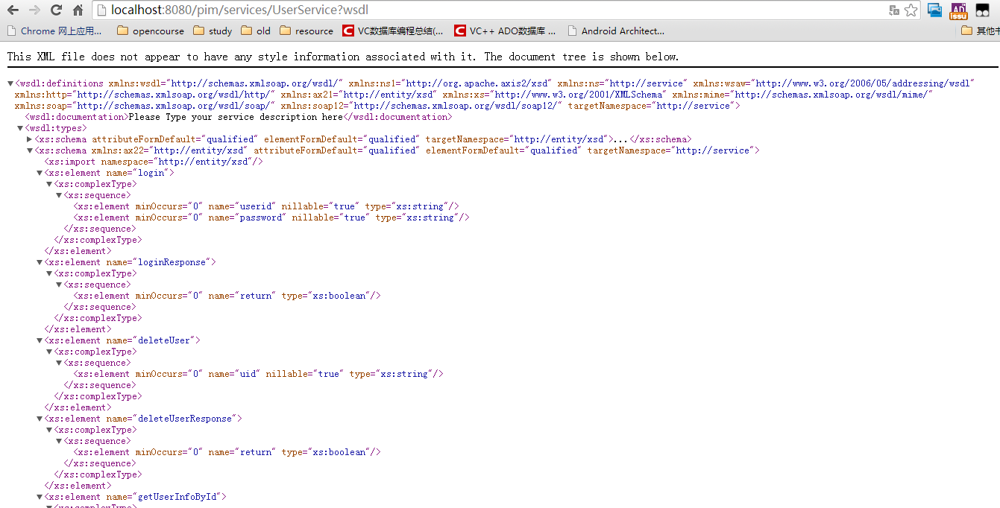 localhost:8080/pim/services/UserService?wsdl
Chrome 网上应用... opencourse study old resource VC数据库编程总结(... VC++ ADO数据库 ... Android Architect... 其他书
This XML file does not appear to have any style information associated with it. The document tree is shown below.
▼<wsdl:definitions xmlns:wsdl="http://schemas.xmlsoap.org/wsdl/" xmlns:ns1="http://org.apache.axis2/xsd" xmlns:ns="http://service" xmlns:wsaw="http://www.w3.org/2006/05/addressing/wsdl"
xmlns:http="http://schemas.xmlsoap.org/wsdl/http/" xmlns:ax21="http://entity/xsd" xmlns:xs="http://www.w3.org/2001/XMLSchema" xmlns:mime="http://schemas.xmlsoap.org/wsdl/mime/"
xmlns:soap="http://schemas.xmlsoap.org/wsdl/soap/" xmlns:soap12="http://schemas.xmlsoap.org/wsdl/soap12/" targetNamespace="http://service">
<wsdl:documentation>Please Type your service description here</wsdl:documentation>
▼<wsdl:types>
▶<xs:schema attributeFormDefault="qualified" elementFormDefault="qualified" targetNamespace="http://entity/xsd">...</xs:schema>
▼<xs:schema xmlns:ax22="http://entity/xsd" attributeFormDefault="qualified" elementFormDefault="qualified" targetNamespace="http://service">
<xs:import namespace="http://entity/xsd"/>
▼<xs:element name="login">
▼<xs:complexType>
▼<xs:sequence>
<xs:element minOccurs="0" name="userid" nillable="true" type="xs:string"/>
<xs:element minOccurs="0" name="password" nillable="true" type="xs:string"/>
</xs:sequence>
</xs:complexType>
</xs:element>
▼<xs:element name="loginResponse">
▼<xs:complexType>
▼<xs:sequence>
<xs:element minOccurs="0" name="return" type="xs:boolean"/>
</xs:sequence>
</xs:complexType>
</xs:element>
▼<xs:element name="deleteUser">
▼<xs:complexType>
▼<xs:sequence>
<xs:element minOccurs="0" name="uid" nillable="true" type="xs:string"/>
</xs:sequence>
</xs:complexType>
</xs:element>
▼<xs:element name="deleteUserResponse">
▼<xs:complexType>
▼<xs:sequence>
<xs:element minOccurs="0" name="return" type="xs:boolean"/>
</xs:sequence>
</xs:complexType>
</xs:element>
▼<xs:element name="getUserInfoById">
▼<xs:complexType>